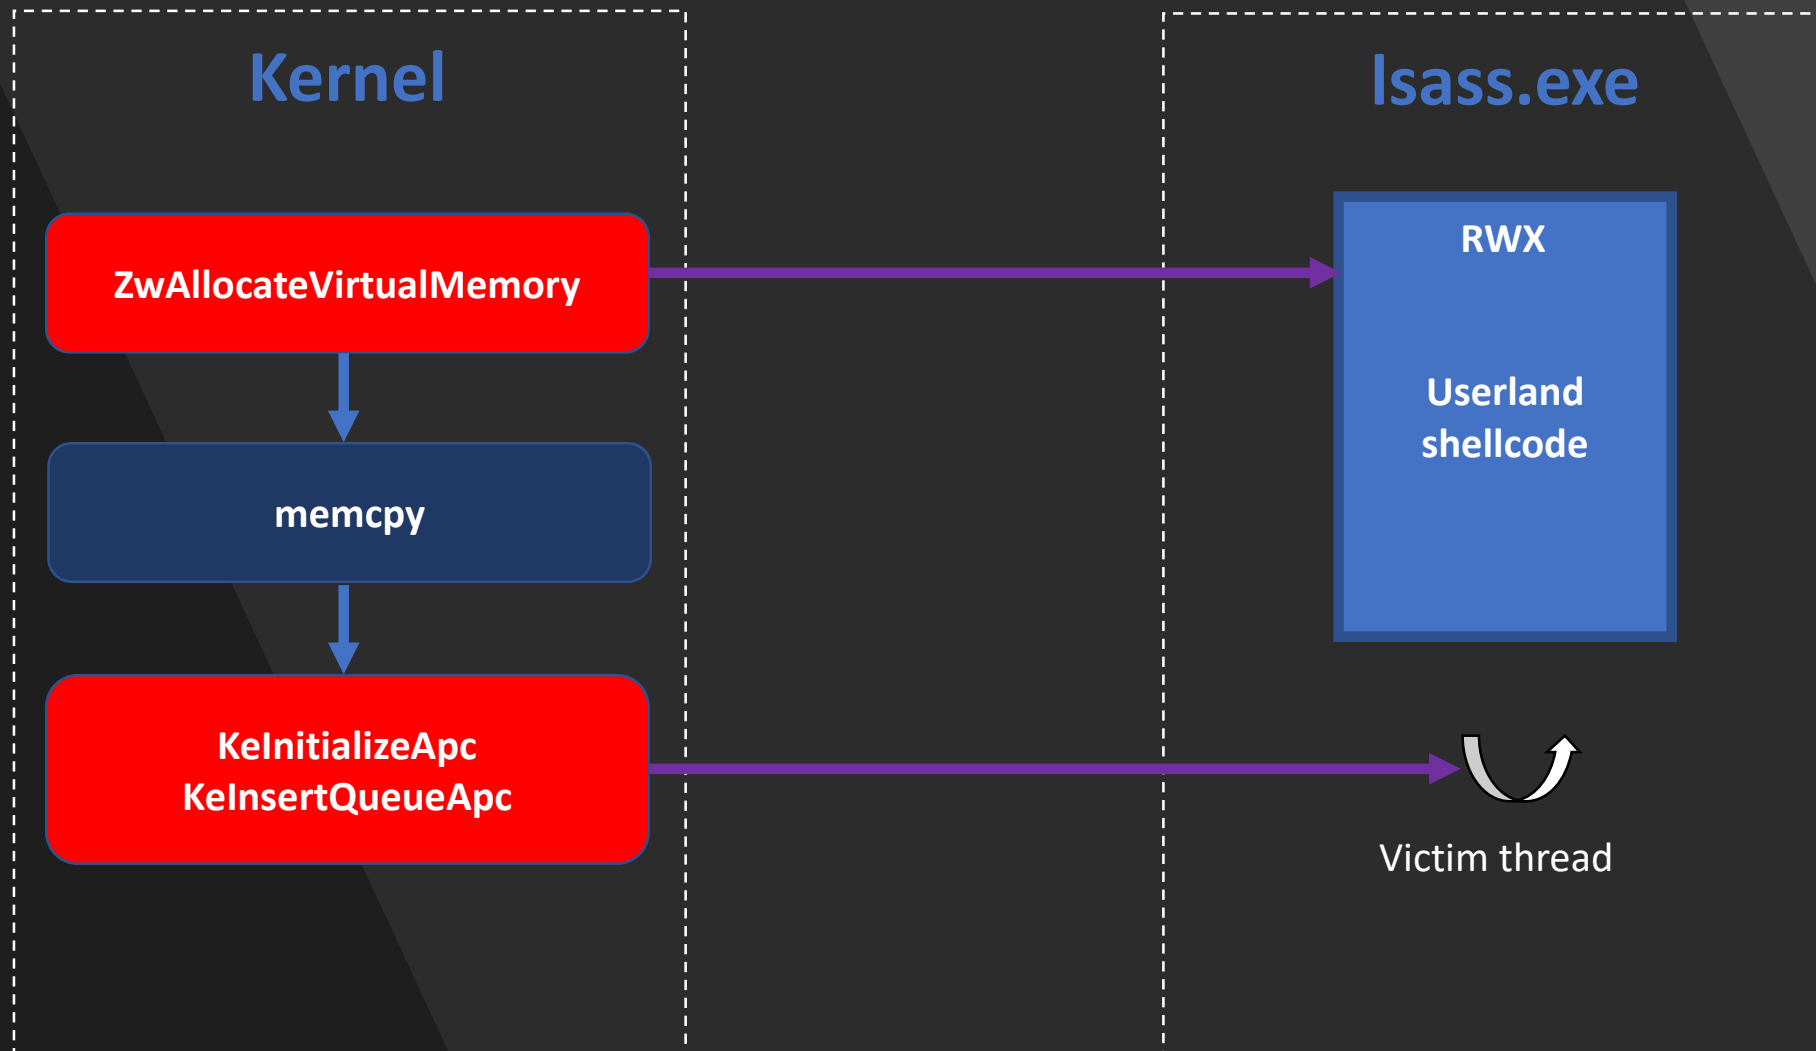 Kernel
lsass.exe
ZwAllocateVirtualMemory
RWX
Userland
shellcode
memcpy
KeInitializeApc
KeInsertQueueApc
Victim thread